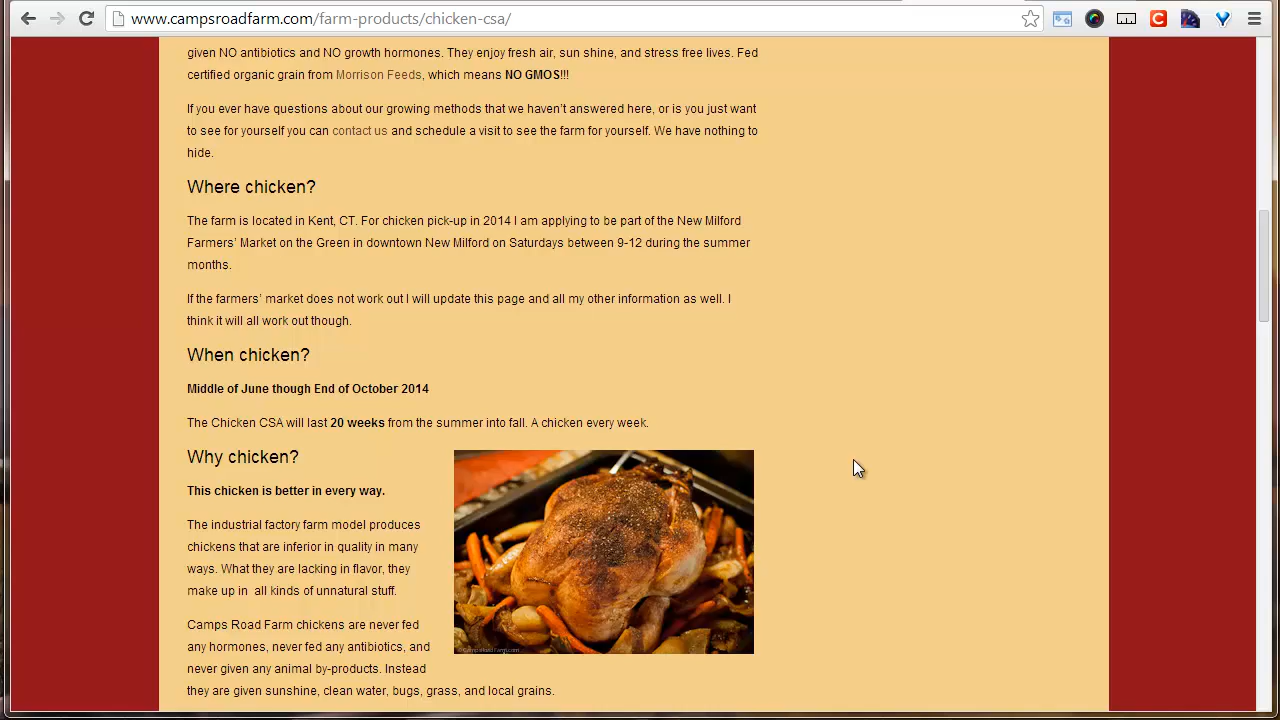 www.campsroadfarm.com/farm-products/chicken-csa/
given NO antibiotics and NO growth hormones. They enjoy fresh air, sun shine, and stress free lives. Fed
certified organic grain from Morrison Feeds, which means NO GMOS!!!
If you ever have questions about our growing methods that we haven't answered here, or is you just want
to see for yourself you can contact us and schedule a visit to see the farm for yourself. We have nothing to
hide.
Where chicken?
The farm is located in Kent, CT. For chicken pick-up in 2014 I am applying to be part of the New Milford
Farmers' Market on the Green in downtown New Milford on Saturdays between 9-12 during the summer
months.
If the farmers' market does not work out I will update this page and all my other information as well. I
think it will all work out though.
When chicken?
Middle of June though End of October 2014
The Chicken CSA will last 20 weeks from the summer into fall. A chicken every week.
Why chicken?
This chicken is better in every way.
The industrial factory farm model produces
chickens that are inferior in quality in many
ways. What they are lacking in flavor, they
make up in  all kinds of unnatural stuff.
©CampsRoadFarm.com
Camps Road Farm chickens are never fed
any hormones, never fed any antibiotics, and
never given any animal by-products. Instead
they are given sunshine, clean water, bugs, grass, and local grains.